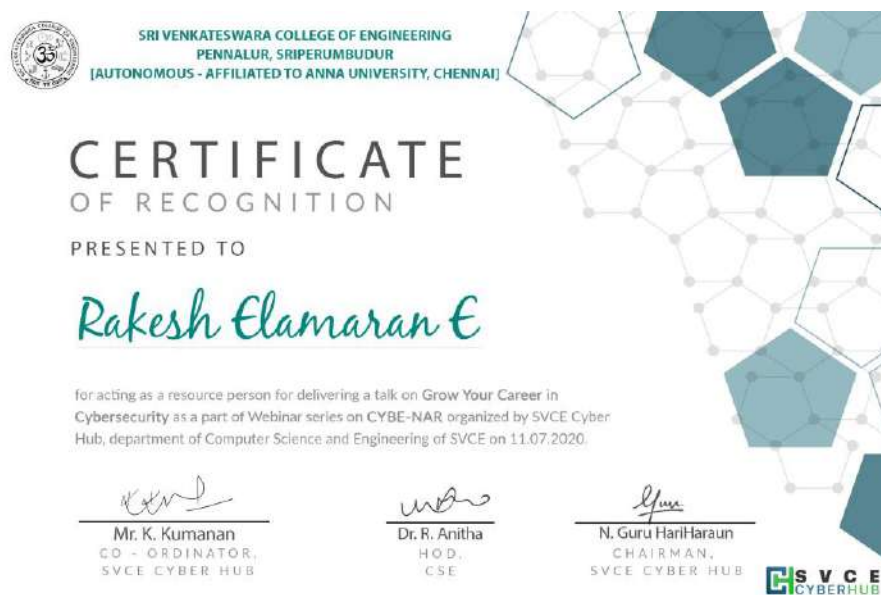 SRI VENKATESWARA COLLEGE OF ENGINEERING
PENNALUR, SRIPERUMBUDUR
[AUTONOMOUS - AFFILIATED TO ANNA UNIVERSITY, CHENNAI]
CERTIFICATE
OF RECOGNITION
PRESENTED TO
Rakesh Elamaran E
for acting as a resource person for delivering a talk on Grow Your Career in
Cybersecurity as a part of Webinar series on CYBE-NAR organized by SVCE Cyber
Hub, department of Computer Science and Engineering of SVCE on 11.07.2020.
Mr. K. Kumanan
CO - ORDINATOR,
SVCE CYBER HUB
Dr. R. Anitha
HOD,
CSE
N. Guru HariHaraun
CHAIRMAN,
SVCE CYBER HUB
SVCE
CYBERHUB